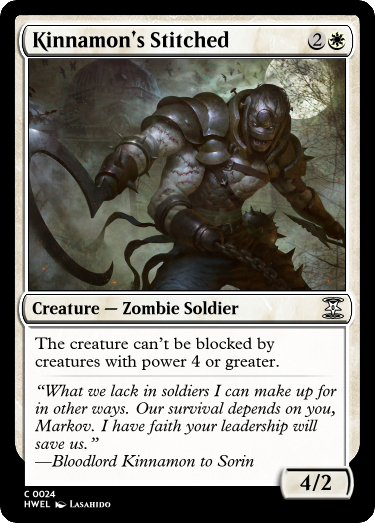 Kinnamon's Stitched 2
Creature — Zombie Soldier
The creature can't be blocked by
creatures with power 4 or greater.
“What we lack in soldiers I can make up for
in other ways. Our survival depends on you,
Markov. I have faith your leadership will
save us.”
—Bloodlord Kinnamon to Sorin
4/2
C 0024
HWEL Lasahido